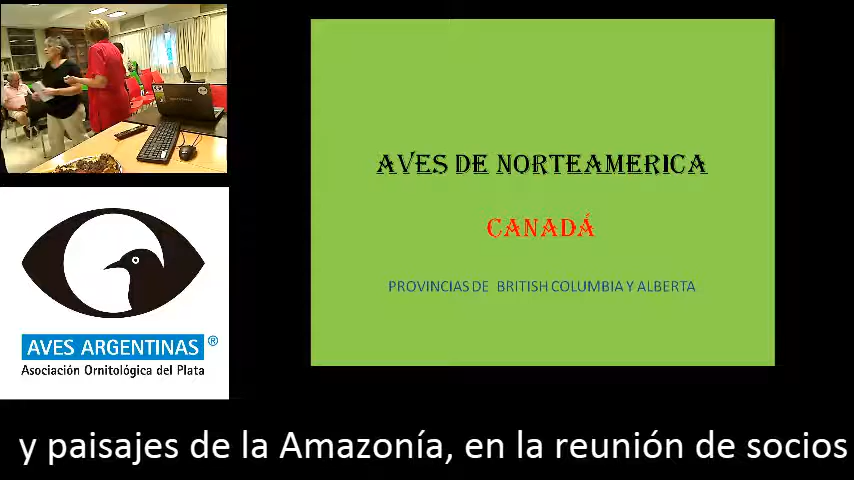 AVES DE NORTEAMERICA
CANADÁ
PROVINCIAS DE BRITISH COLUMBIA Y ALBERTA
AVES ARGENTINAS ®
Asociación Ornitológica del Plata
y paisajes de la Amazonía, en la reunión de socios